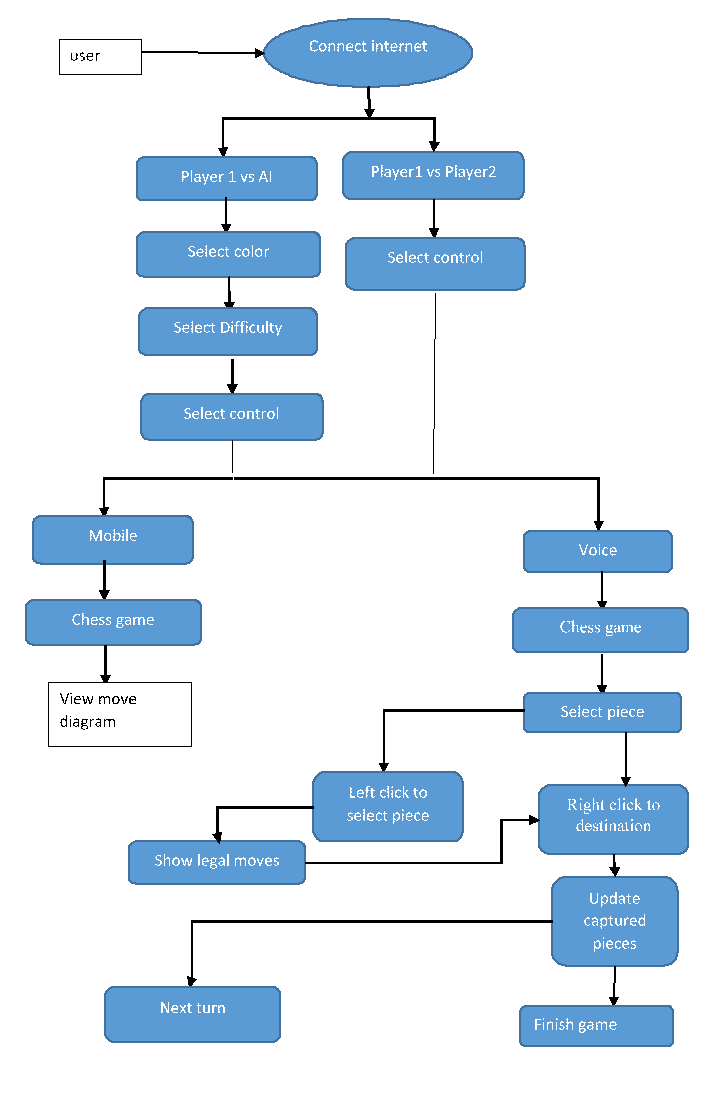 user
Connect internet
Player 1 vs AI
Player1 vs Player2
Select color
Select control
Select Difficulty
Select control
Mobile
Voice
Chess game
Chess game
View move
diagram
Select piece
Left click to
select piece
Right click to
destination
Show legal moves
Update
captured
pieces
Next turn
Finish game